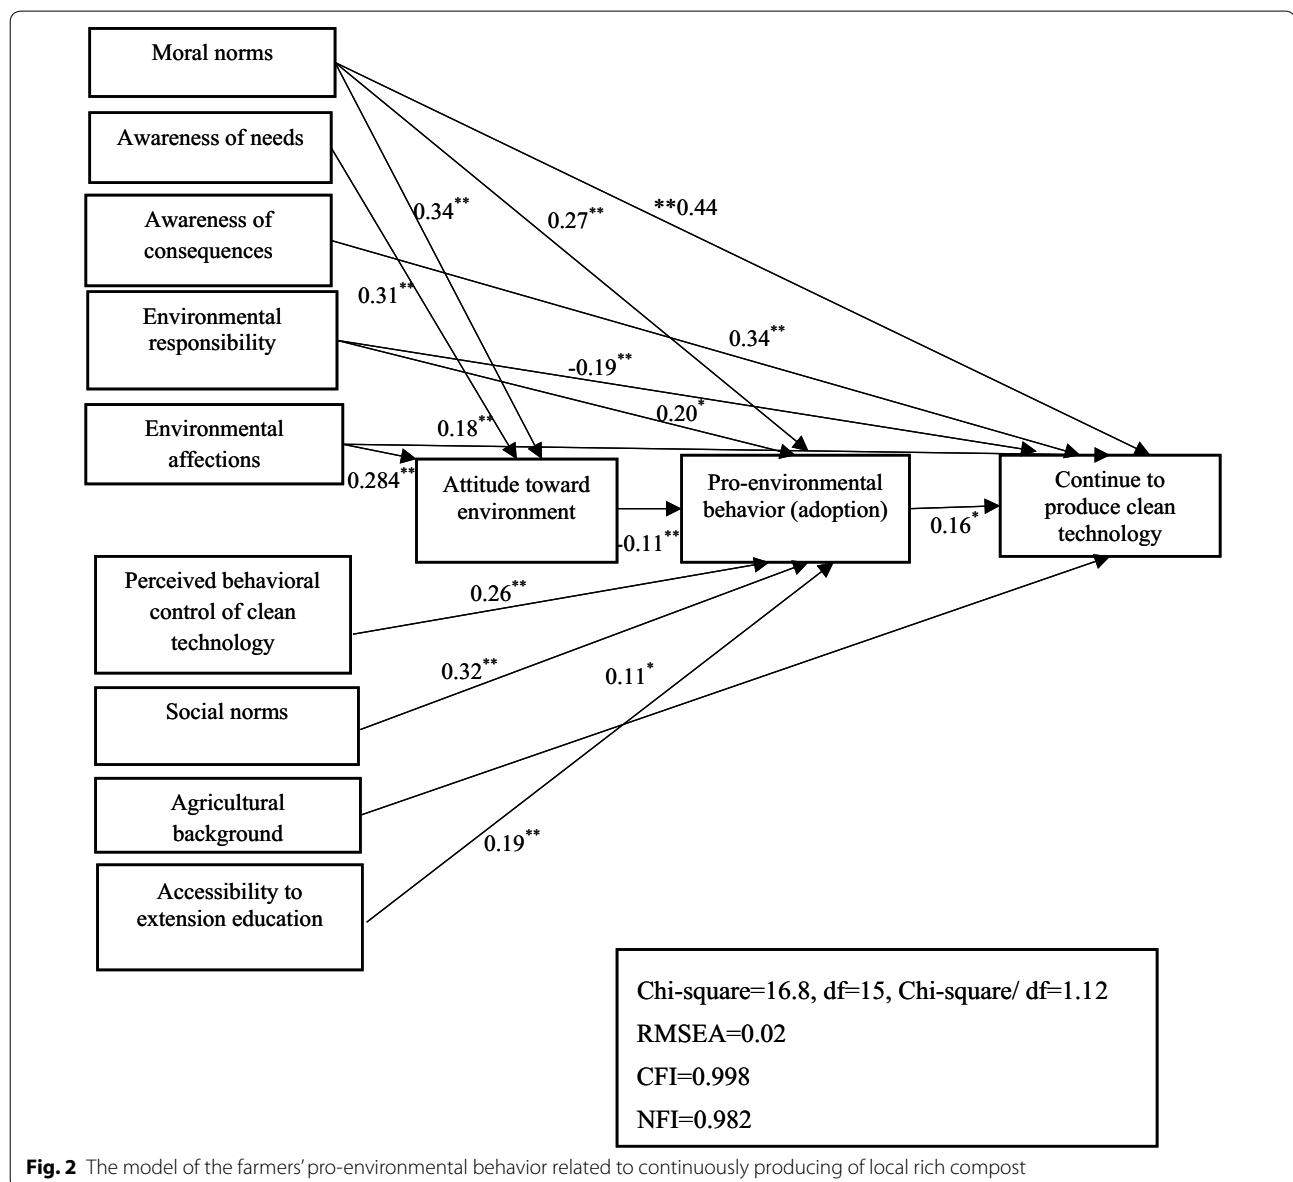 Moral norms
Awareness of needs
Awareness of
consequences
Environmental
responsibility
Environmental
affections
0.34**
0.27**
**0.44
0.31**
0.34**
-0.19**
0.20*
0.18**
0.284**
Attitude toward
environment
Pro-environmental
behavior (adoption)
Continue to
produce clean
technology
-0.11**
0.16*
Perceived behavioral
control of clean
technology
Social norms
Agricultural
background
Accessibility to
extension education
0.26**
0.32**
0.11*
0.19**
Chi-square=16.8, df=15, Chi-square/ df=1.12
RMSEA=0.02
CFI=0.998
NFI=0.982
Fig. 2 The model of the farmers' pro-environmental behavior related to continuously producing of local rich compost